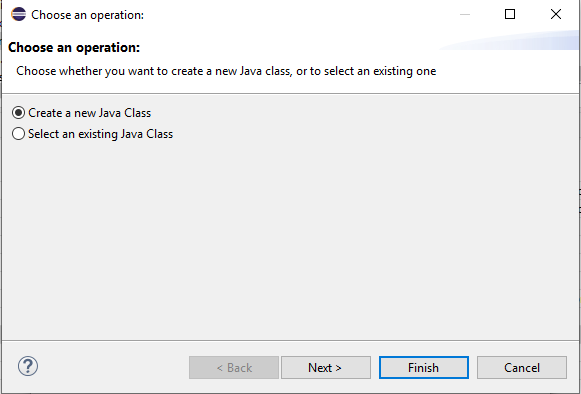 Choose an operation:
Choose an operation:
Choose whether you want to create a new Java class, or to select an existing one
Create a new Java Class
Select an existing Java Class
?
< Back
Next >
Finish
Cancel